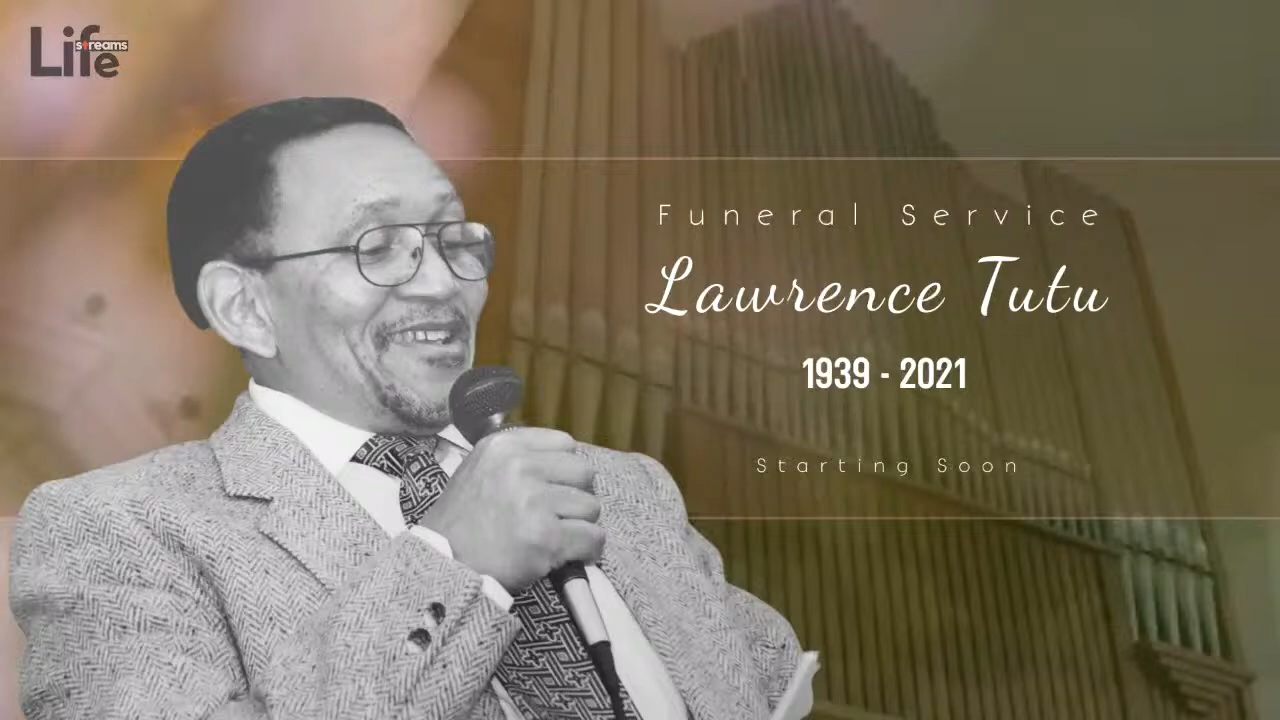 Life
streams
Funeral Service
Lawrence Tutu
1939 - 2021
Starting Soon